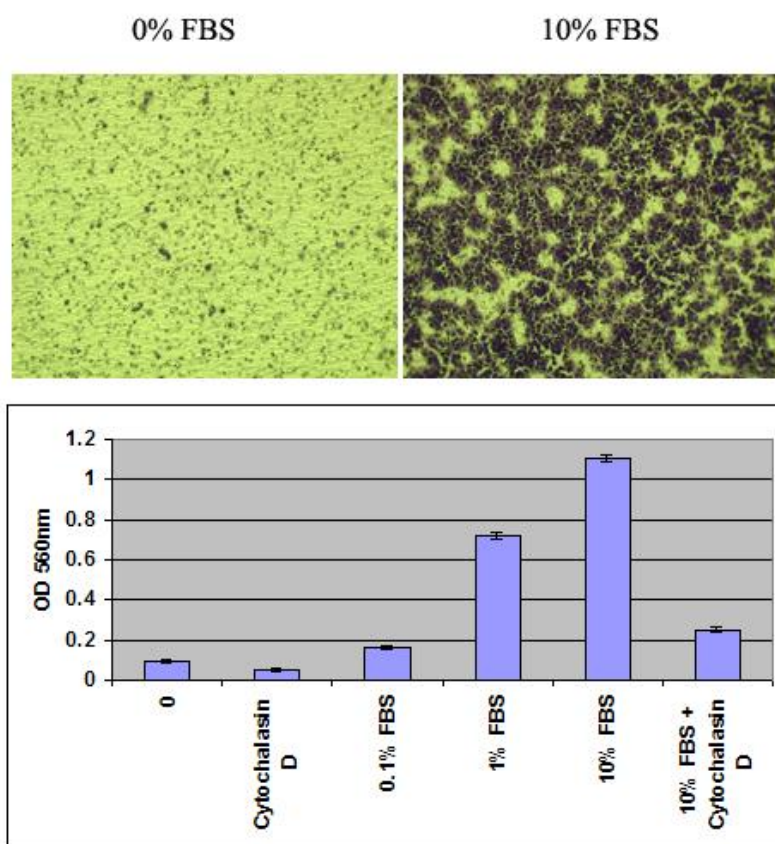 0% FBS
10% FBS
1.2
1
0.8
0.6
0.4
0.2
0
OD 560nm
0
Cytochalasin
D
0.1% FBS
1% FBS
10% FBS
10% FBS +
Cytochalasin
D